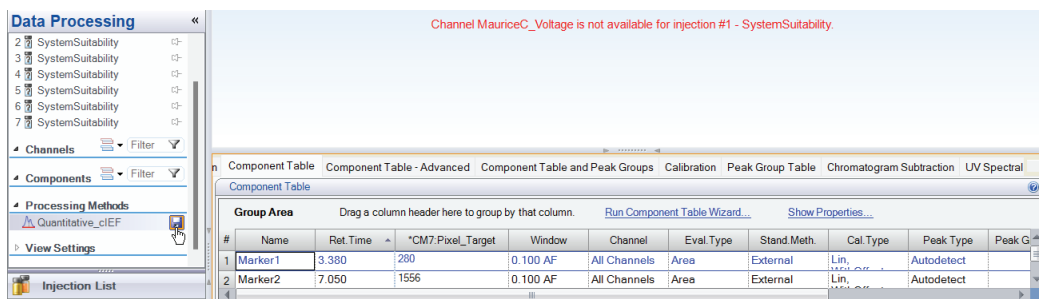 Data Processing «
2 SystemSuitability
3 SystemSuitability
4 SystemSuitability
5 SystemSuitability
6 SystemSuitability
7 SystemSuitability
Channels Filter
Components Filter
Processing Methods
Quantitative_cIEF
View Settings
Injection List
Channel MauriceC_Voltage is not available for injection #1 - SystemSuitability.
n Component Table Component Table - Advanced Component Table and Peak Groups Calibration Peak Group Table Chromatogram Subtraction UV Spectral
Component Table
Group Area Drag a column header here to group by that column. Run Component Table Wizard... Show Properties...
# Name Ret.Time *CM7:Pixel_Target Window Channel Eval.Type Stand.Meth. Cal.Type Peak Type Peak G
1 Marker1 3.380 280 0.100 AF All Channels Area External Lin, Autodetect
2 Marker2 7.050 1556 0.100 AF All Channels Area External Lin, Autodetect